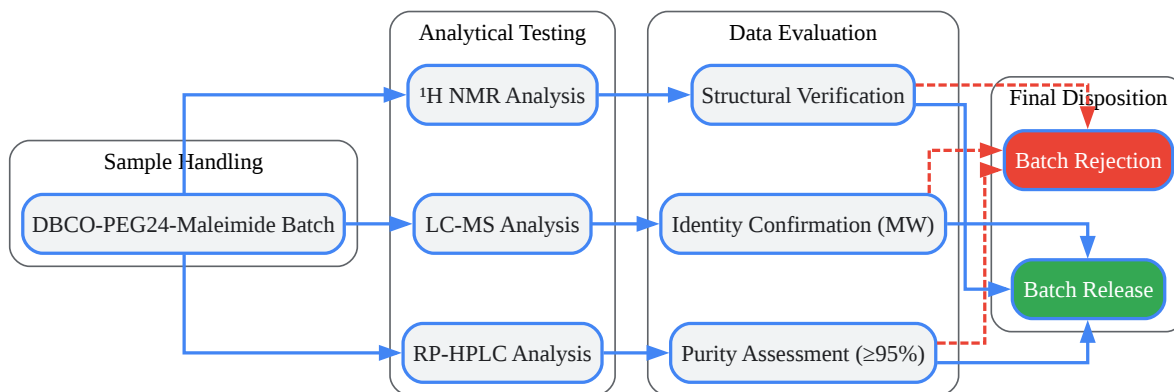 Sample Handling
DBCO-PEG24-Maleimide Batch
Analytical Testing
¹H NMR Analysis
LC-MS Analysis
RP-HPLC Analysis
Data Evaluation
Structural Verification
Identity Confirmation (MW)
Purity Assessment (≥95%)
Final Disposition
Batch Rejection
Batch Release